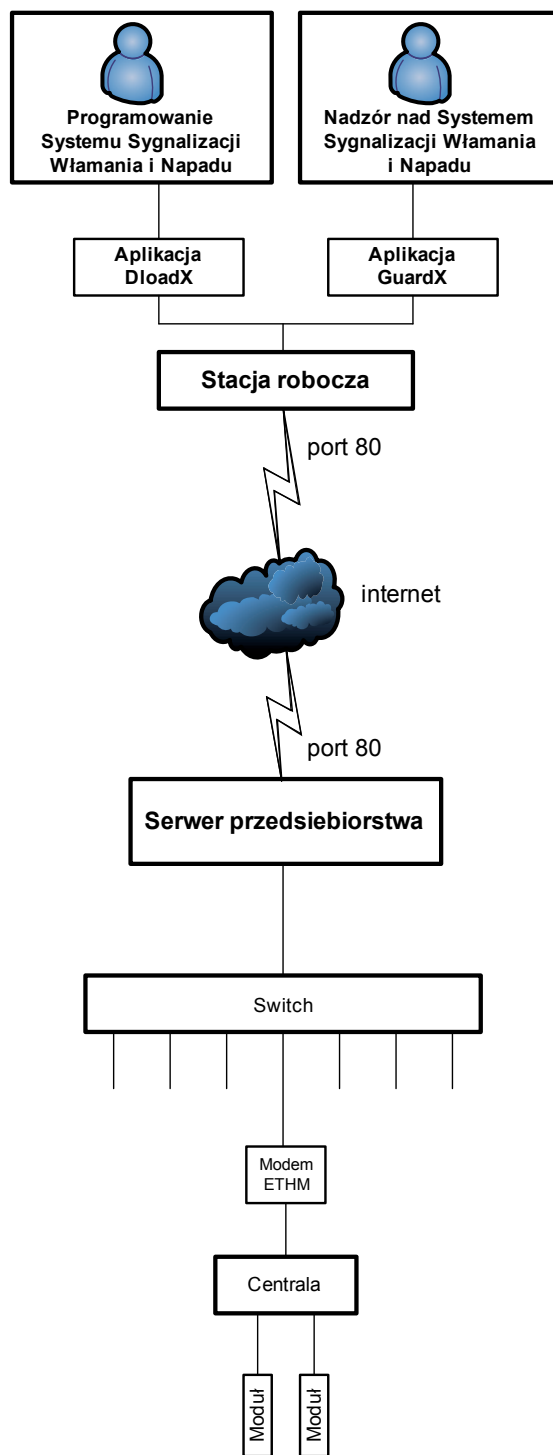 Programowanie
Systemu Sygnalizacji
Włamania i Napadu
Nadzór nad Systemem
Sygnalizacji Włamania
i Napadu
Aplikacja
DloadX
Aplikacja
GuardX
Stacja robocza
port 80
internet
port 80
Serwer przedsiebiorstwa
Switch
Modem
ETHM
Centrala
Moduł
Moduł